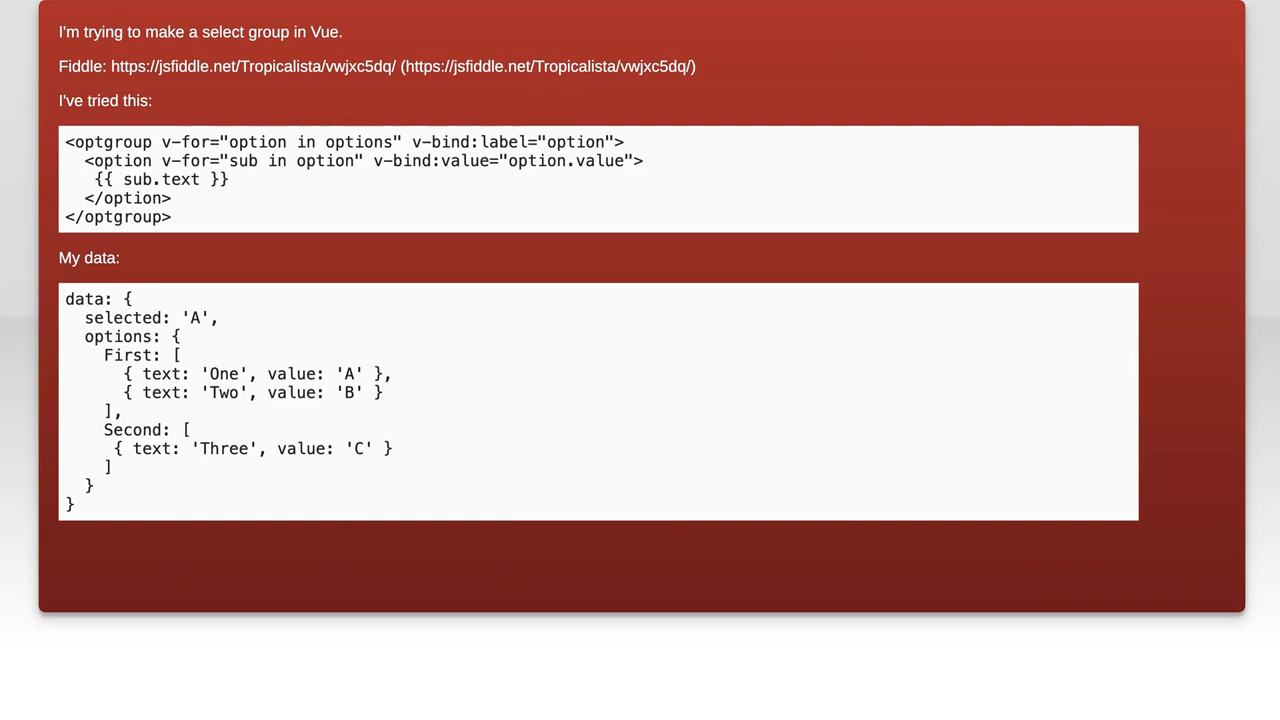 I'm trying to make a select group in Vue.
Fiddle: https://jsfiddle.net/Tropicalista/vwjxc5dq/ (https://jsfiddle.net/Tropicalista/vwjxc5dq/)
I've tried this:
<optgroup v-for="option in options" v-bind:label="option">
  <option v-for="sub in option" v-bind:value="option.value">
   {{ sub.text }}
  </option>
</optgroup>
My data:
data: {
  selected: 'A',
  options: {
    First: [
      { text: 'One', value: 'A' },
      { text: 'Two', value: 'B' }
    ],
    Second: [
     { text: 'Three', value: 'C' }
    ]
  }
}